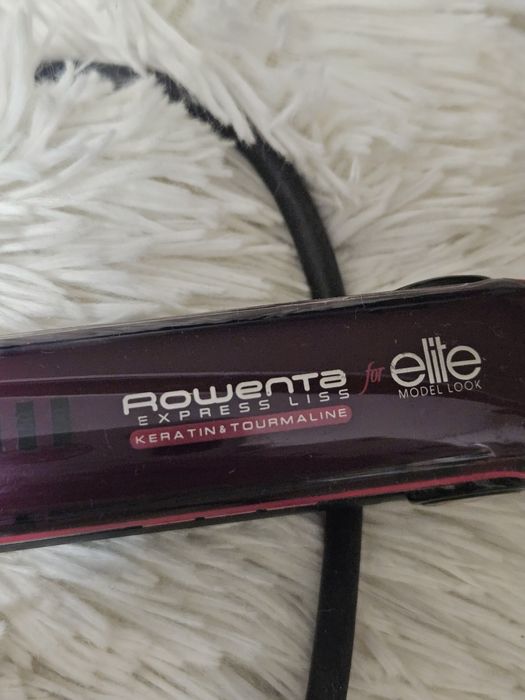 Rowenta for elite
EXPRESS LISS MODEL LOOK
KERATIN & TOURMALINE